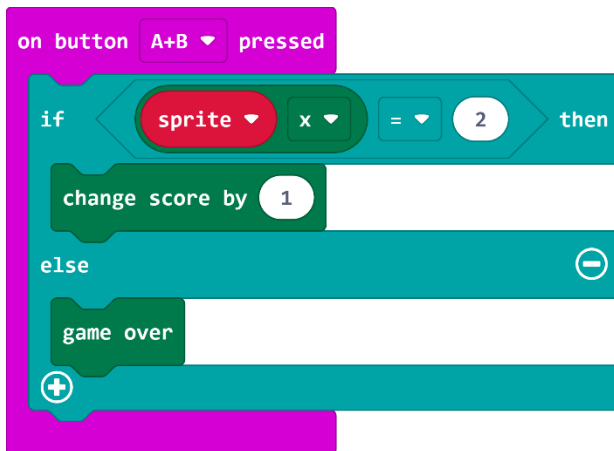 on button A+B pressed
if sprite x = 2 then
change score by 1
else
game over